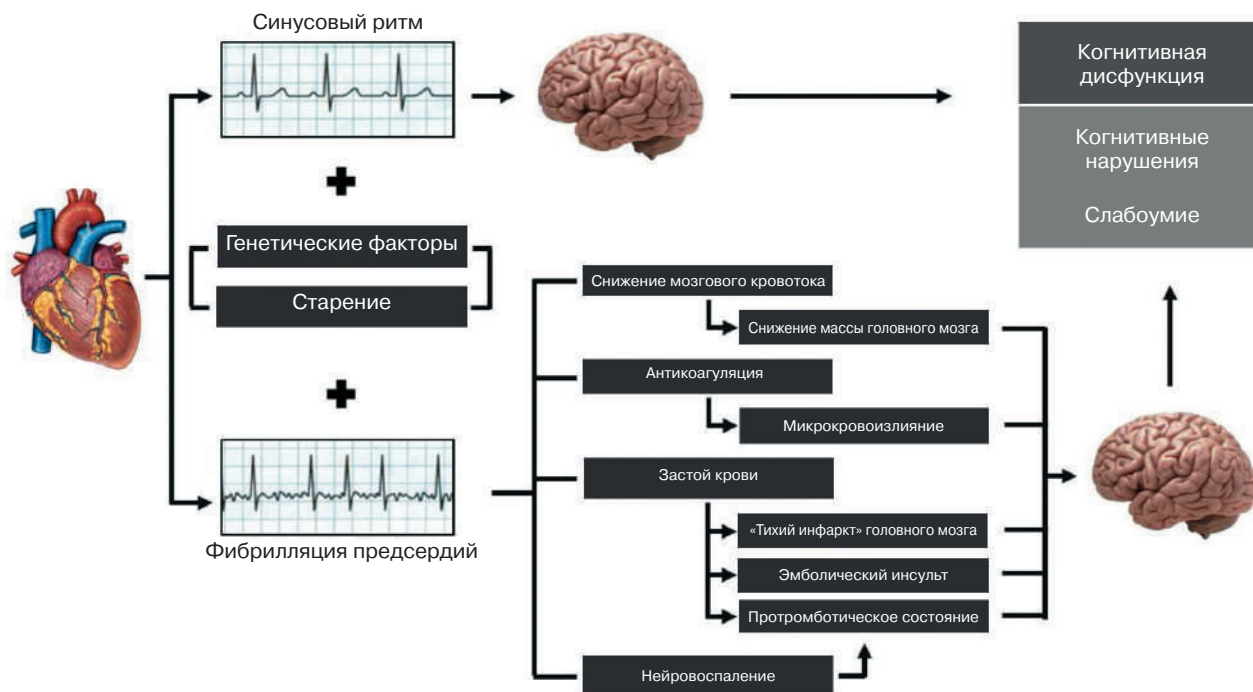 Синусовый ритм
Когнитивная
дисфункция
Когнитивные
нарушения
Слабоумие
Генетические факторы
Старение
Фибрилляция предсердий
Снижение мозгового кровотока
Снижение массы головного мозга
Антикоагуляция
Микрокровоизлияние
Застой крови
«Тихий инфаркт» головного мозга
Эмболический инсульт
Протромботическое состояние
Нейровоспаление